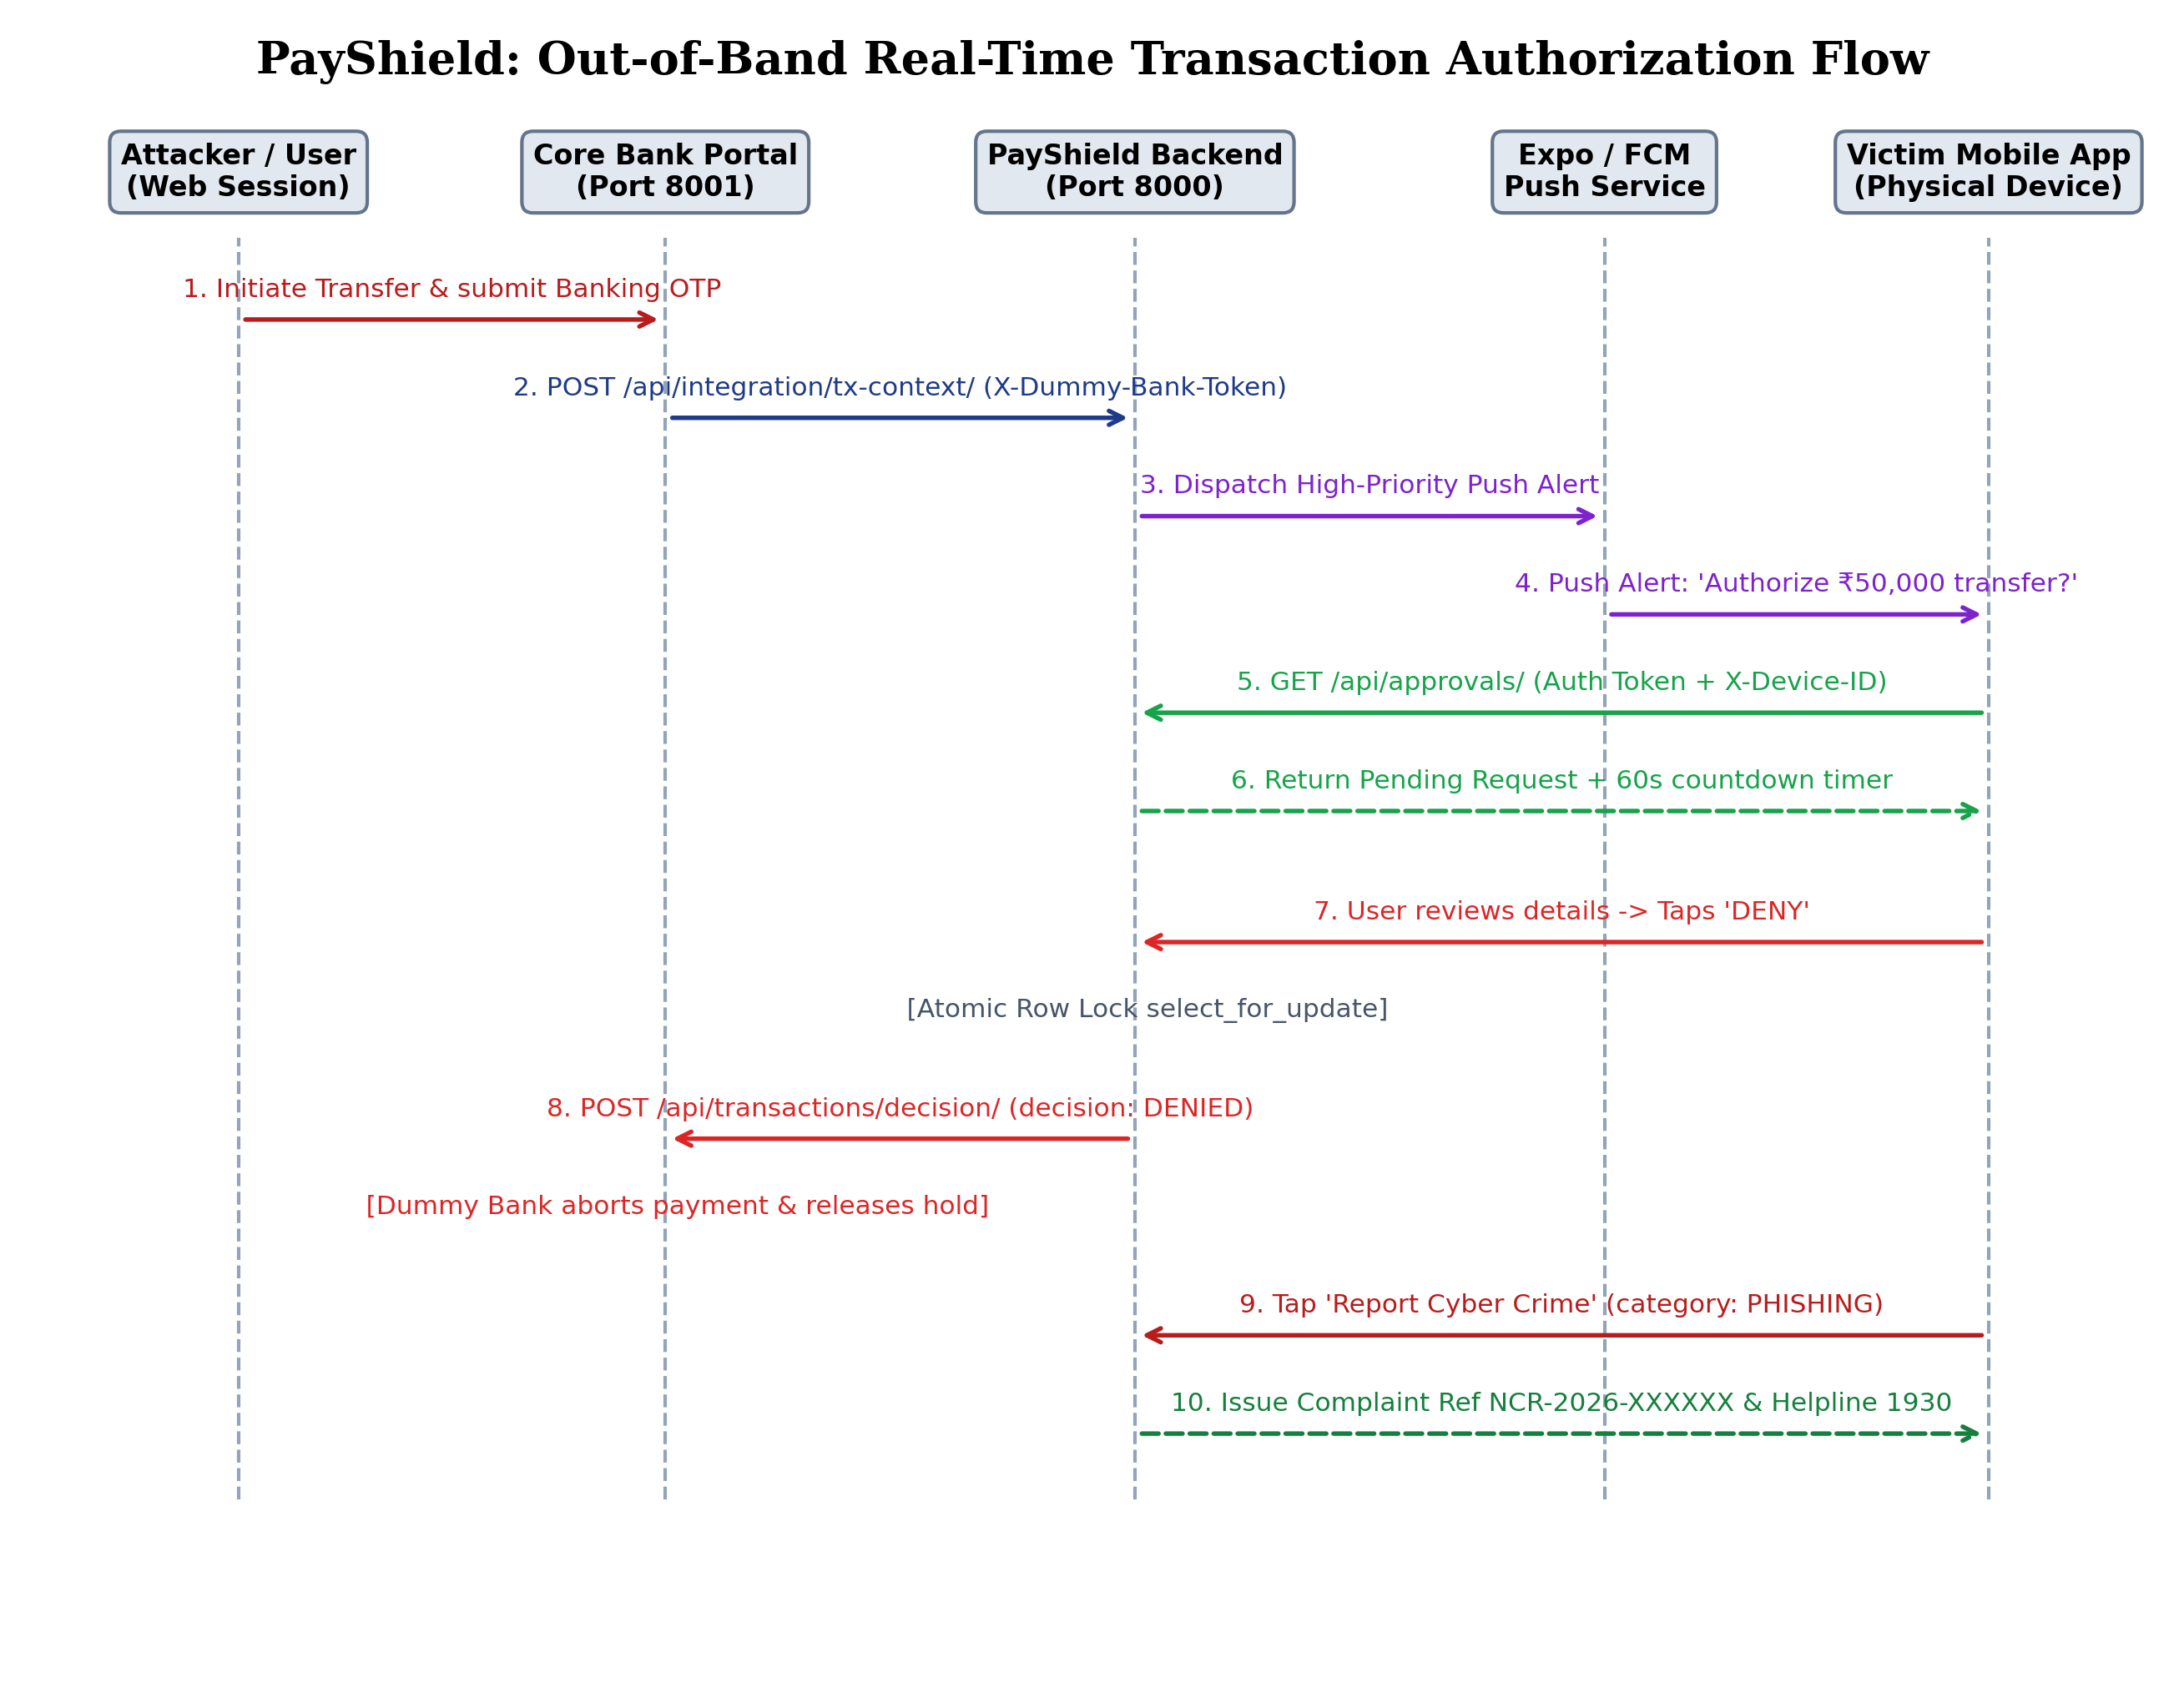 PayShield: Out-of-Band Real-Time Transaction Authorization Flow
Attacker / User
(Web Session)
Core Bank Portal
(Port 8001)
PayShield Backend
(Port 8000)
Expo / FCM
Push Service
Victim Mobile App
(Physical Device)
1. Initiate Transfer & submit Banking OTP
2. POST /api/integration/tx-context/ (X-Dummy-Bank-Token)
3. Dispatch High-Priority Push Alert
4. Push Alert: 'Authorize ₹50,000 transfer?'
5. GET /api/approvals/ (Auth Token + X-Device-ID)
6. Return Pending Request + 60s countdown timer
7. User reviews details -> Taps 'DENY'
[Atomic Row Lock select_for_update]
8. POST /api/transactions/decision/ (decision: DENIED)
[Dummy Bank aborts payment & releases hold]
9. Tap 'Report Cyber Crime' (category: PHISHING)
10. Issue Complaint Ref NCR-2026-XXXXXX & Helpline 1930